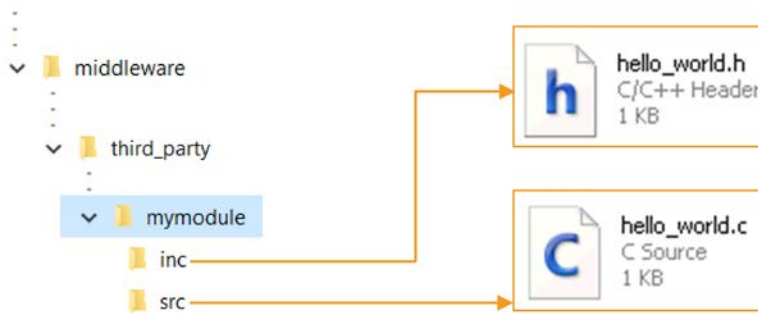 middleware
third_party
mymodule
inc
src
h
hello_world.h
C/C++ Header
1 KB
C
hello_world.c
C Source
1 KB